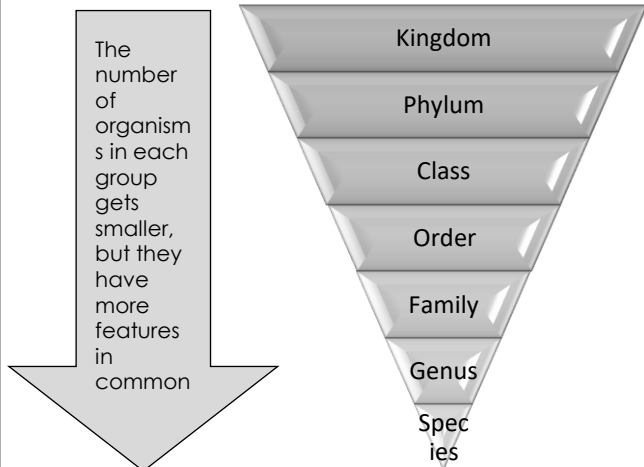 The
number
of
organism
s in each
group
gets
smaller,
but they
have
more
features
in
common
Kingdom
Phylum
Class
Order
Family
Genus
Spec
ies